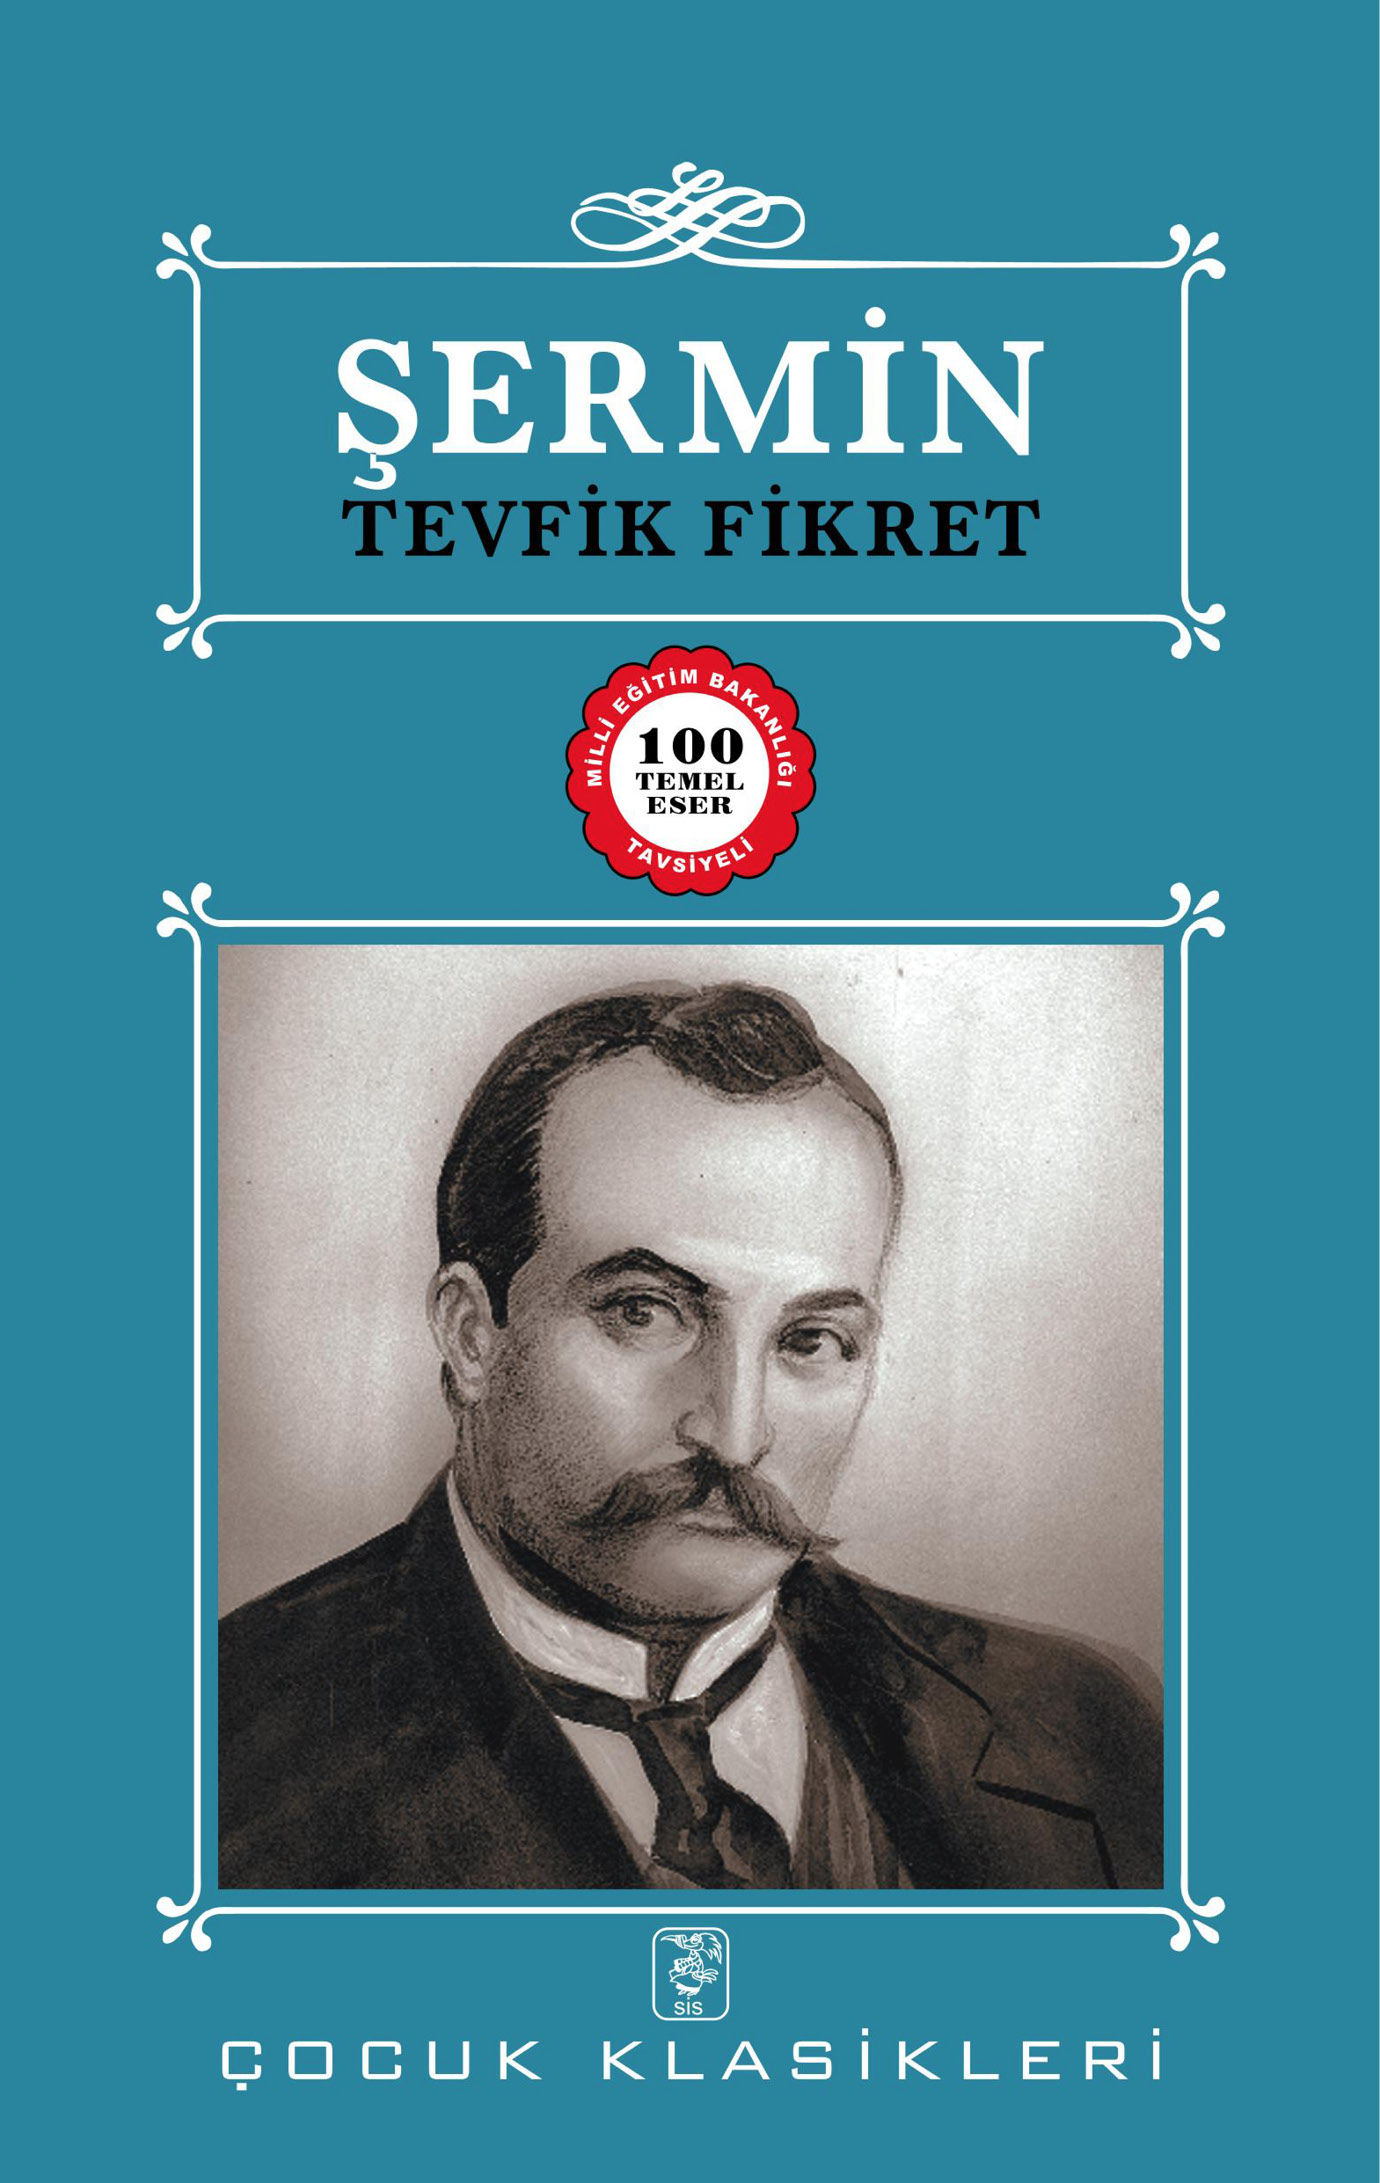 ŞERMİN
TEVFİK FİKRET
MİLLİ EĞİTİM BAKANLIĞI
100
TEMEL
ESER
TAVSİYELİ
sis
ÇOCUK KLASİKLERİ